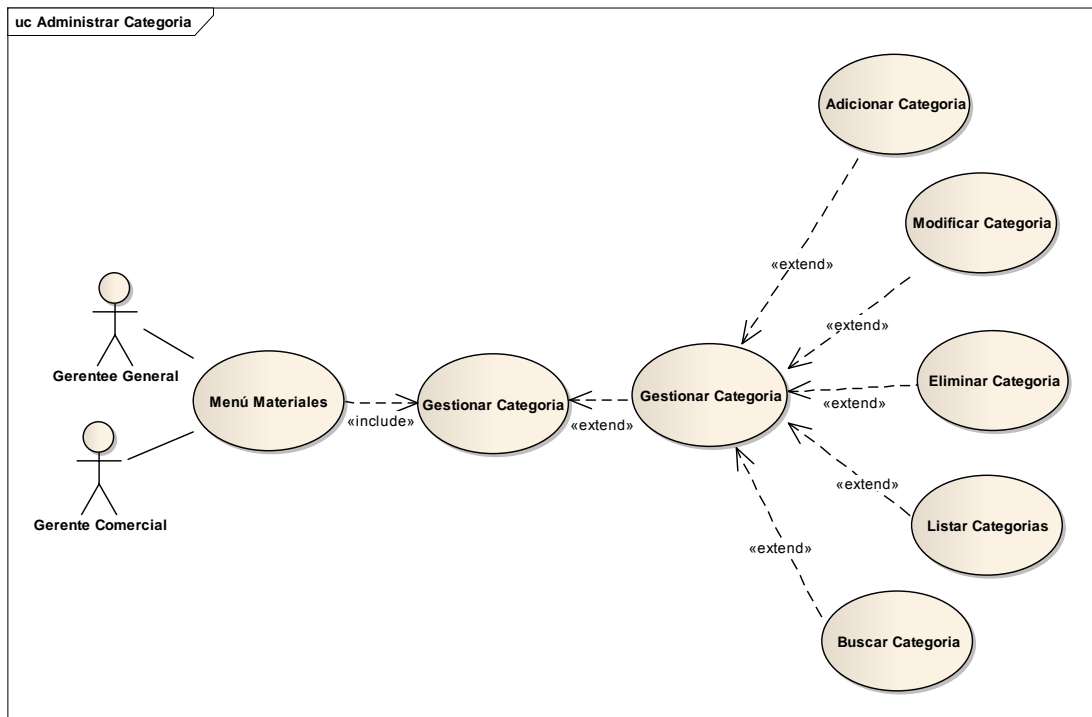 uc Administrar Categoria
Adicionar Categoria
Modificar Categoria
«extend»
«extend»
Gerentee General
Menú Materiales
«include»
Gestionar Categoria
«extend»
Gestionar Categoria
Eliminar Categoria
«extend»
Gerente Comercial
«extend»
Listar Categorias
«extend»
Buscar Categoria